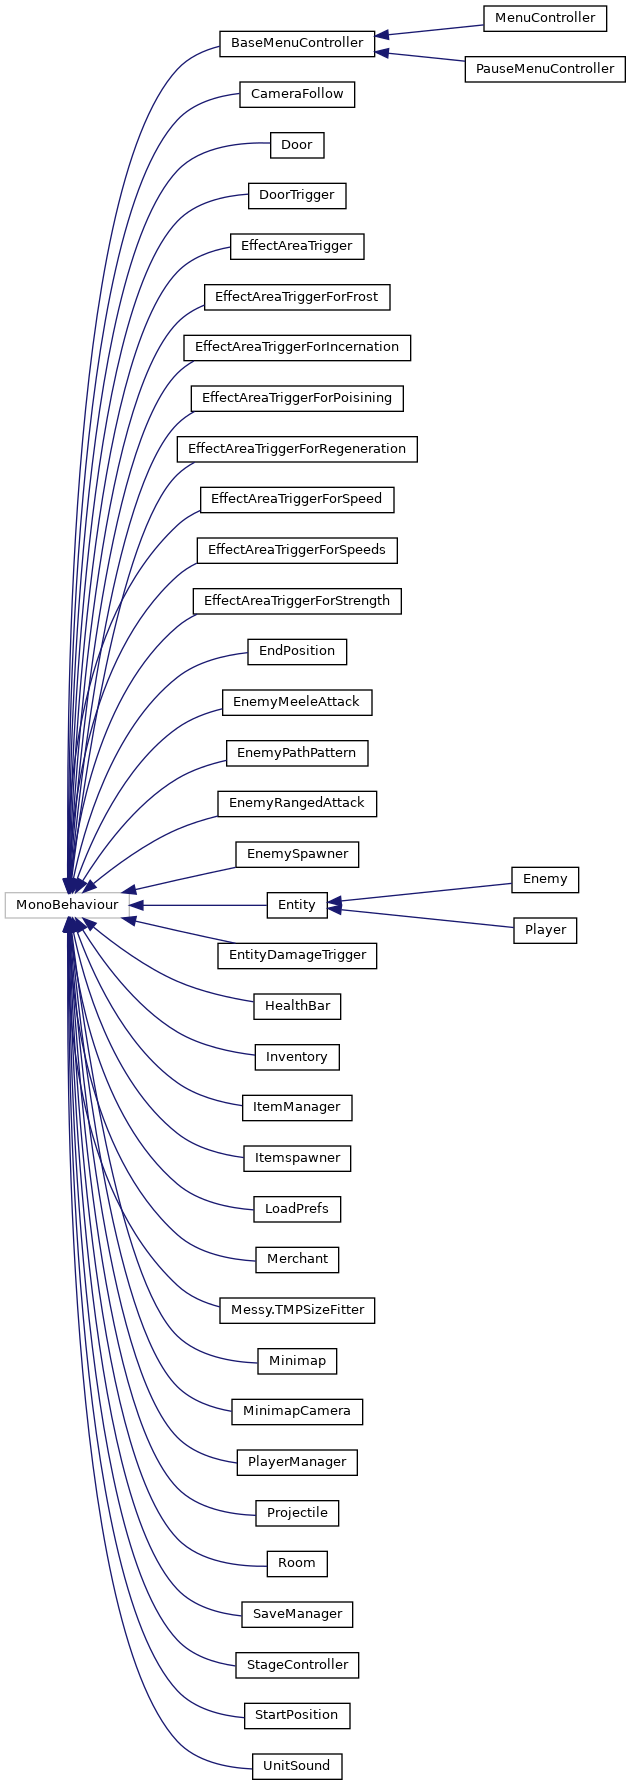 MenuController
BaseMenuController
PauseMenuController
CameraFollow
Door
DoorTrigger
EffectAreaTrigger
EffectAreaTriggerForFrost
EffectAreaTriggerForIncernation
EffectAreaTriggerForPoisining
EffectAreaTriggerForRegeneration
EffectAreaTriggerForSpeed
EffectAreaTriggerForSpeeds
EffectAreaTriggerForStrength
EndPosition
EnemyMeeleAttack
EnemyPathPattern
EnemyRangedAttack
EnemySpawner
Enemy
MonoBehaviour
Entity
Player
EntityDamageTrigger
HealthBar
Inventory
ItemManager
Itemspawner
LoadPrefs
Merchant
Messy.TMPSizeFitter
Minimap
MinimapCamera
PlayerManager
Projectile
Room
SaveManager
StageController
StartPosition
UnitSound